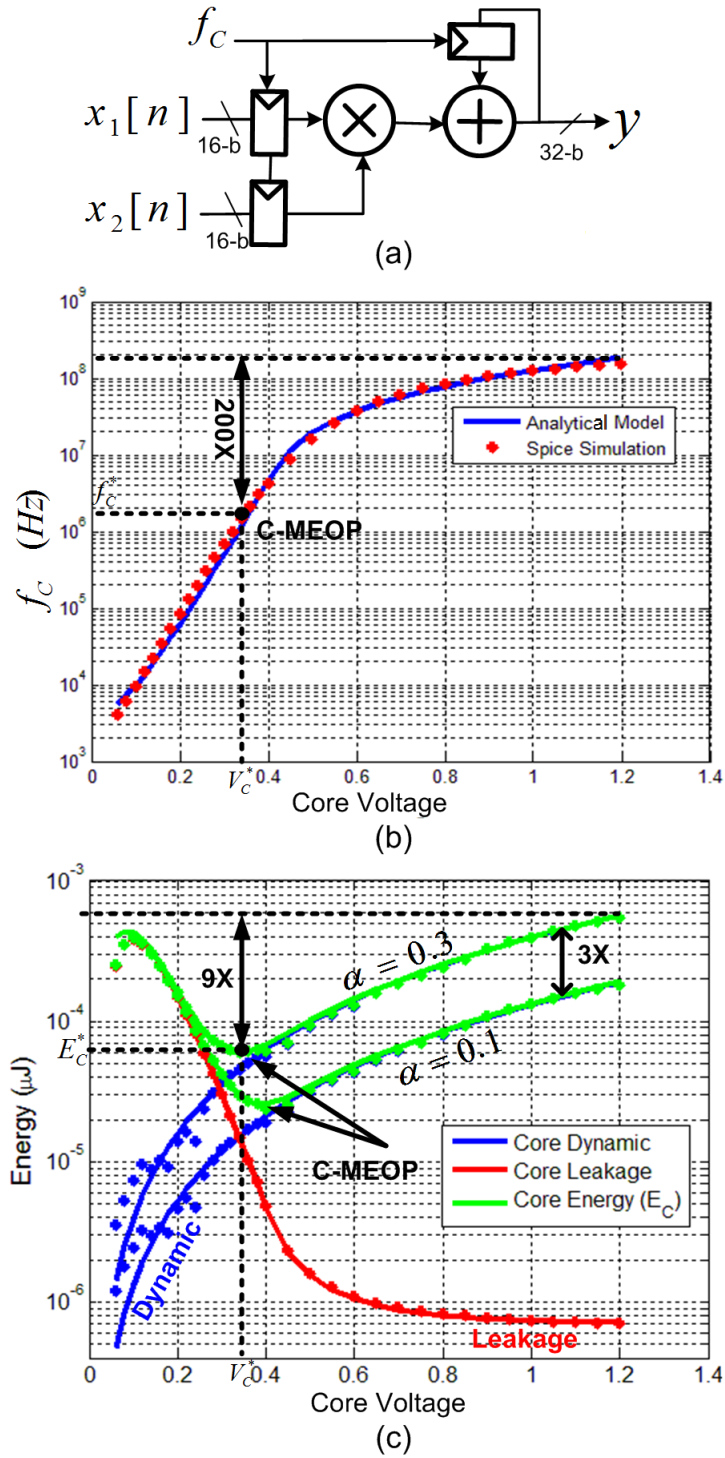 f_C
x_1[n]
16-b
x_2[n]
16-b
32-b
y
(a)
10^9
10^8
10^7
10^6
10^5
10^4
10^3
f_C (Hz)
200X
f_C^*
C-MEOP
Analytical Model
Spice Simulation
0 0.2 0.4 0.6 0.8 1 1.2 1.4
V_C^*
Core Voltage
(b)
10^-3
10^-4
10^-5
10^-6
Energy (μJ)
E_C^*
9X
α = 0.3
3X
α = 0.1
C-MEOP
Core Dynamic
Core Leakage
Core Energy (E_C)
Dynamic
Leakage
0 0.2 0.4 0.6 0.8 1 1.2 1.4
V_C^*
Core Voltage
(c)